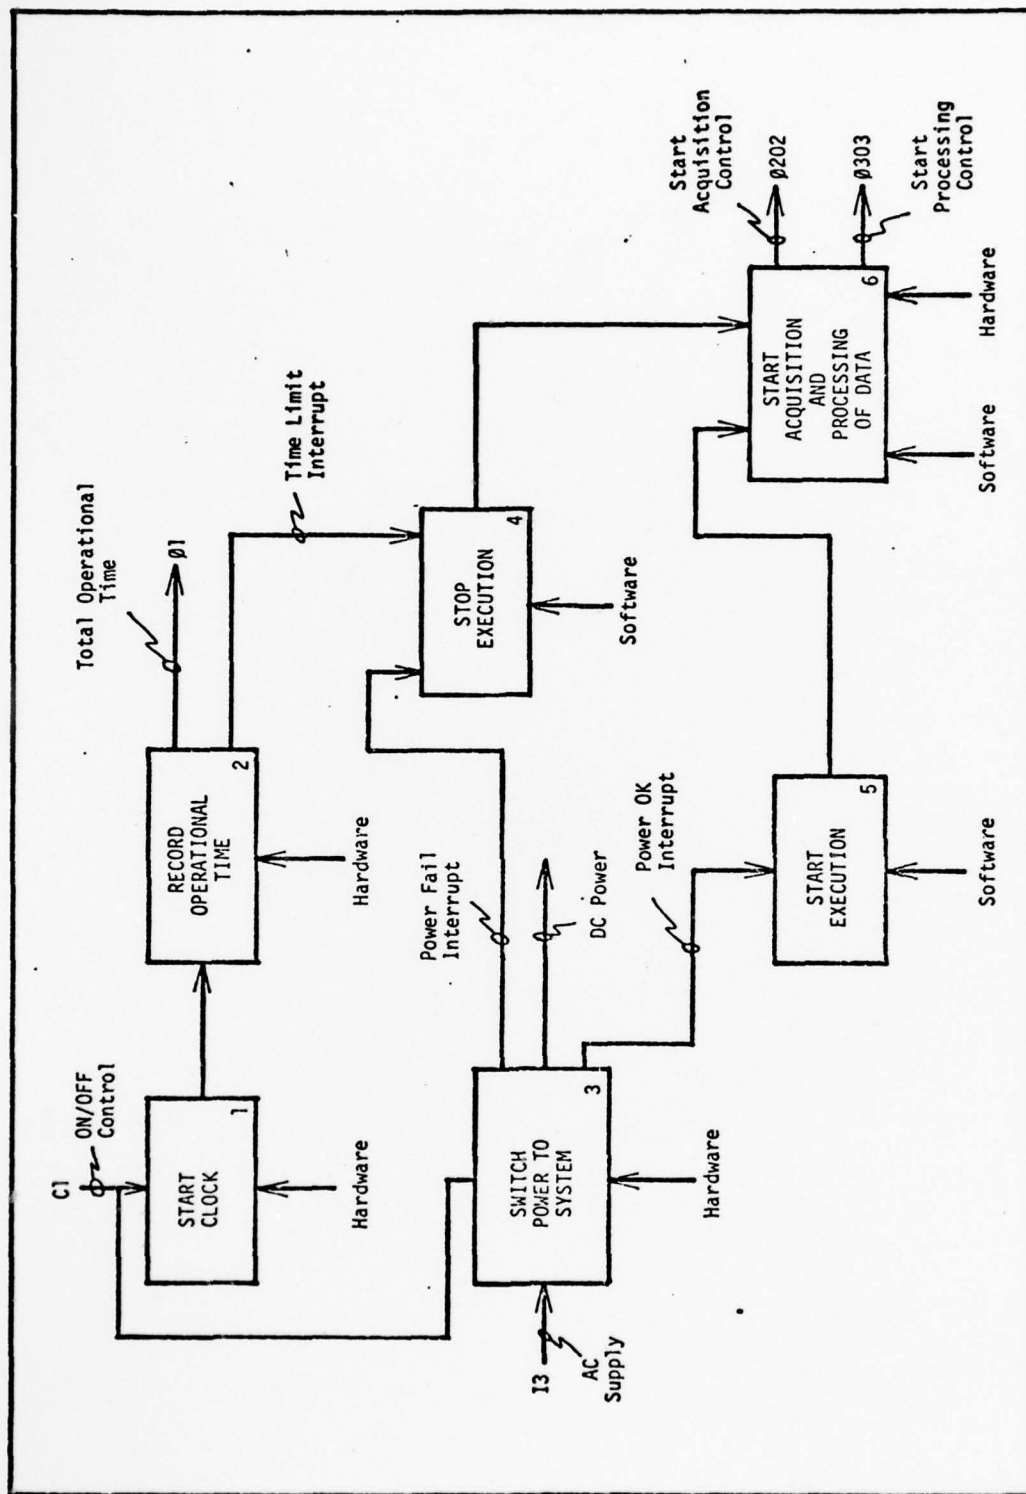 C1
ON/OFF
Control
START
CLOCK
1
Hardware
RECORD
OPERATIONAL
TIME
2
Hardware
Total Operational
Time
Ø1
Time Limit
Interrupt
I3
AC
Supply
SWITCH
POWER TO
SYSTEM
3
Hardware
Power Fail
Interrupt
DC Power
Power OK
Interrupt
STOP
EXECUTION
4
Software
START
EXECUTION
5
Software
START
ACQUISITION
AND
PROCESSING
OF DATA
6
Software
Hardware
Start
Acquisition
Control
Ø202
Ø303
Start
Processing
Control